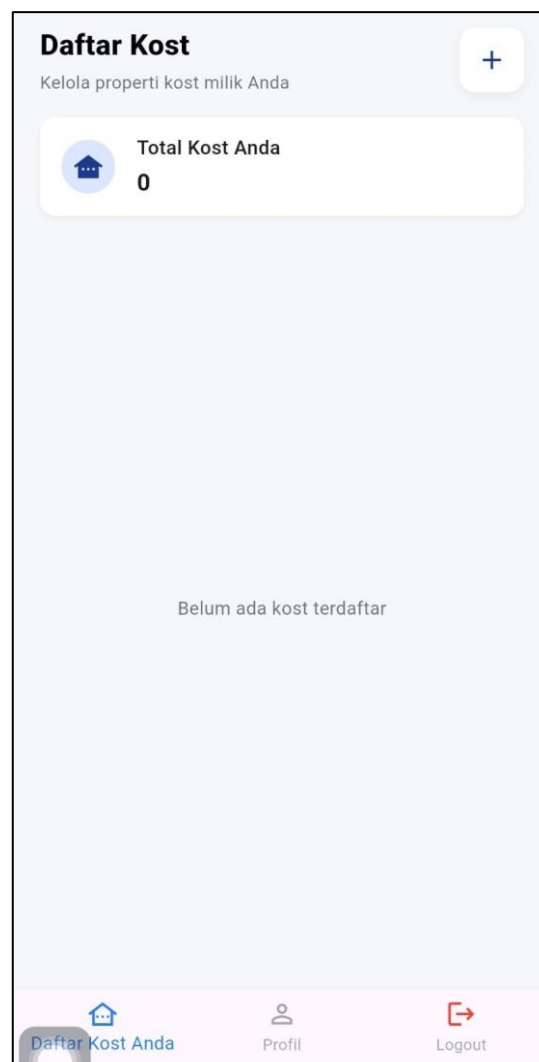 Daftar Kost
Kelola properti kost milik Anda
+
Total Kost Anda
0
Belum ada kost terdaftar
Daftar Kost Anda
Profil
Logout